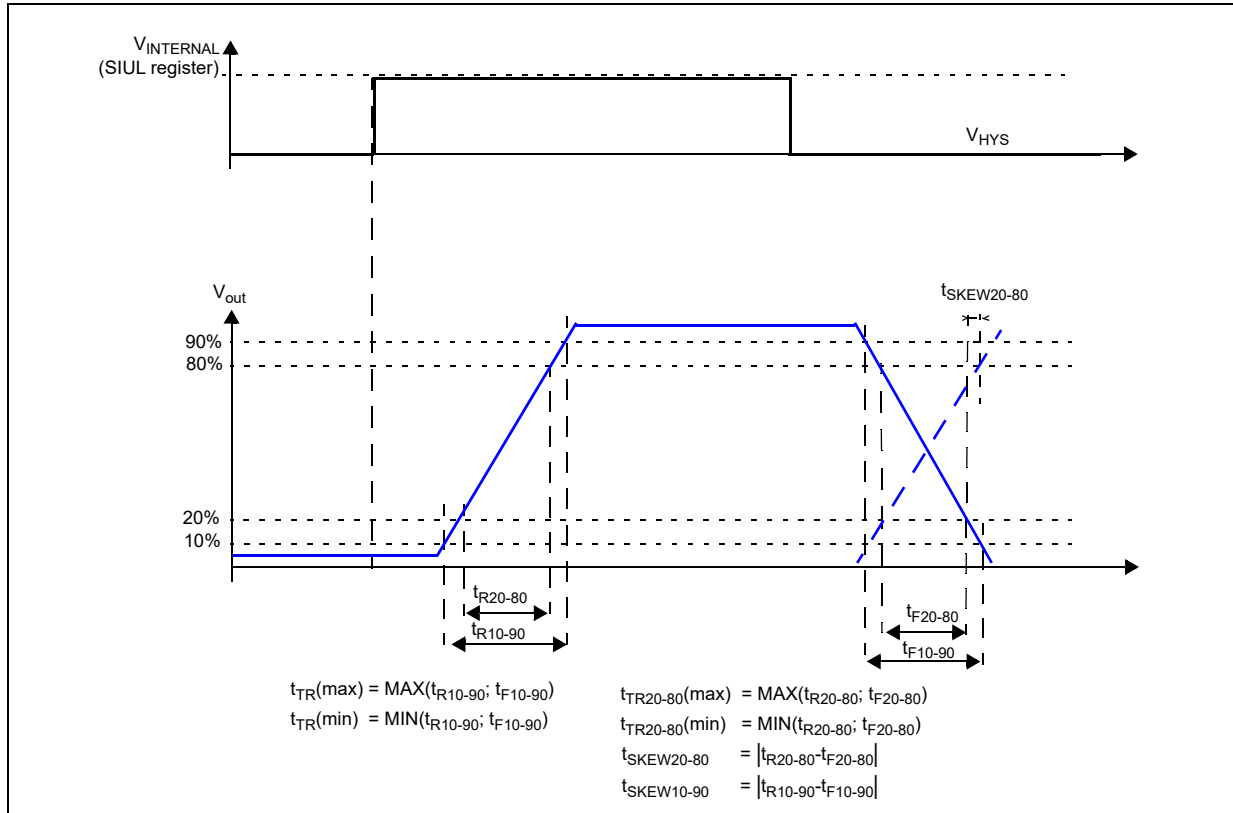 VINTERNAL
(SIUL register)
VHYS
Vout
tSKEW20-80
90%
80%
20%
10%
tR20-80
tR10-90
tF20-80
tF10-90
tTR(max) = MAX(tR10-90; tF10-90)
tTR(min) = MIN(tR10-90; tF10-90)
tTR20-80(max) = MAX(tR20-80; tF20-80)
tTR20-80(min) = MIN(tR20-80; tF20-80)
tSKEW20-80 = |tR20-80-tF20-80|
tSKEW10-90 = |tR10-90-tF10-90|